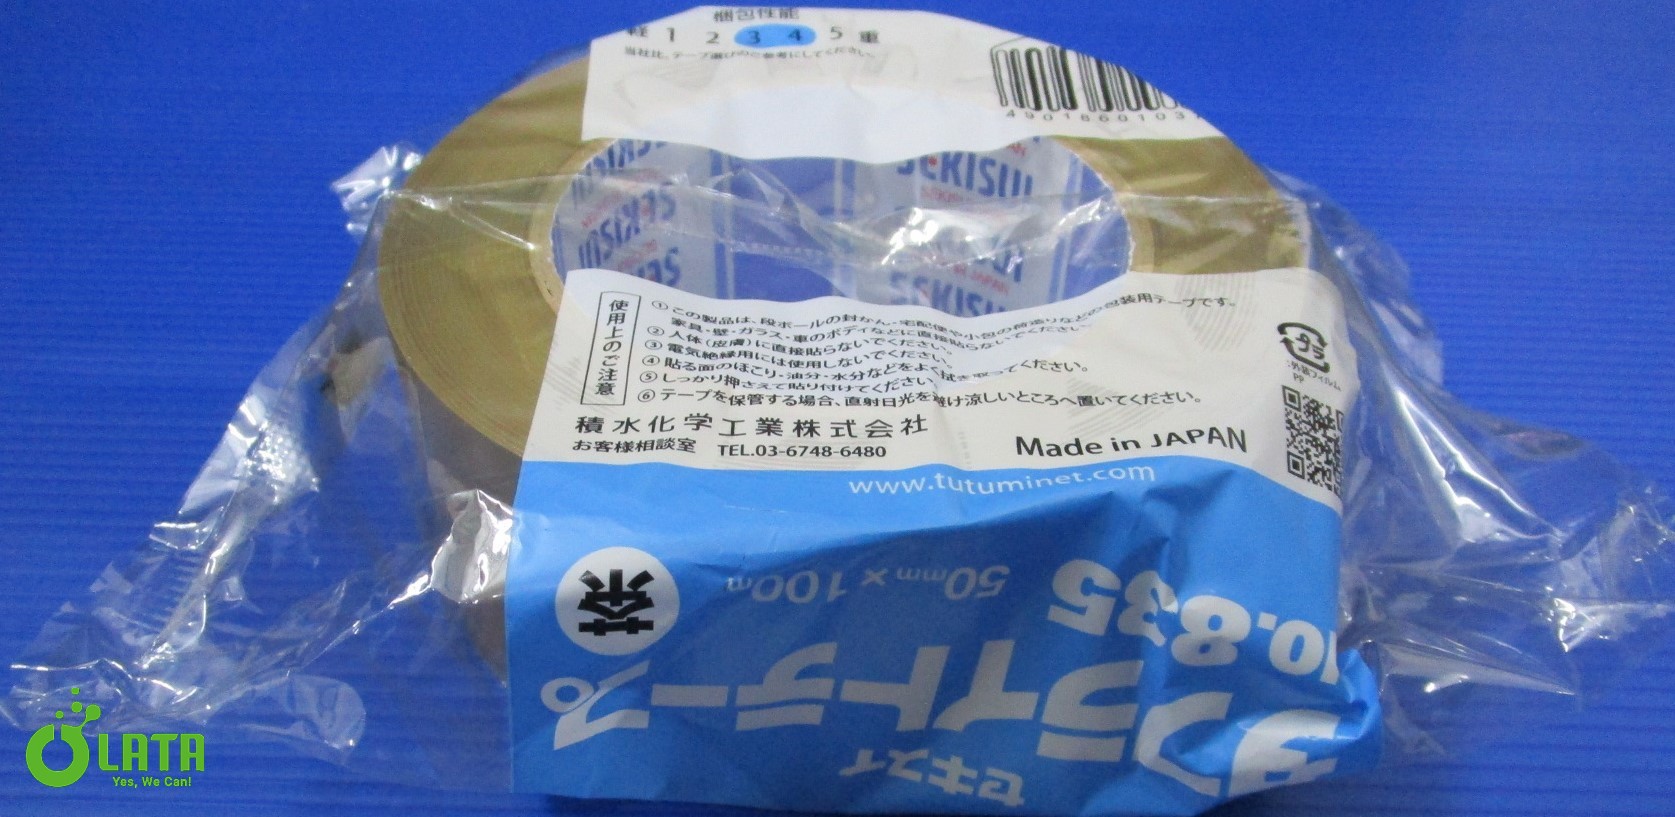 梱包性能
軽 1 2 3 4 5 重
当社比。テープ選びのご参考にしてください。
4901860103
SEKISUI
SEKISUI
SEKISUI
SEKISUI
SEKISUI
使用上のご注意
①この製品は、段ボールの封かん・宅配便や小包の荷造りなどの包装用テープです。
家具・壁・ガラス・車のボディなどに直接貼らないでください。
②人体(皮膚)に直接貼らないでください。
③電気絶縁用には使用しないでください。
④貼る面のほこり・油分・水分などをよく拭き取ってください。
⑤しっかり押さえて貼り付けてください。
⑥テープを保管する場合、直射日光を避け涼しいところへ置いてください。
プラ
:外装フィルム
PP
積水化学工業株式会社
お客様相談室 TEL.03-6748-6480
Made in JAPAN
www.tutuminet.com
茶
50mm×100m
o.835
セキスイ
フライトテープ
LATA
Yes, We Can!